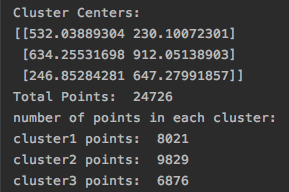 Cluster Centers:
[[532.03889304 230.10072301]
 [634.25531698 912.05138903]
 [246.85284281 647.27991857]]
Total Points:  24726
number of points in each cluster:
cluster1 points:  8021
cluster2 points:  9829
cluster3 points:  6876